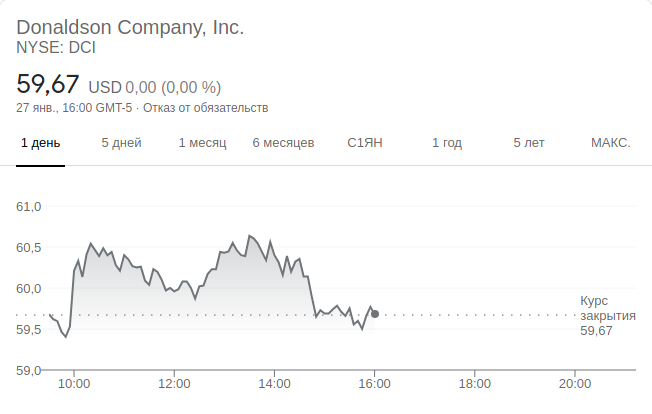 Donaldson Company, Inc.
NYSE: DCI
59,67 USD 0,00 (0,00 %)
27 янв., 16:00 GMT-5 · Отказ от обязательств
1 день 5 дней 1 месяц 6 месяцев С1ЯН 1 год 5 лет МАКС.
61,0
60,5
60,0
Курс
закрытия
59,5
59,67
59,0
10:00 12:00 14:00 16:00 18:00 20:00